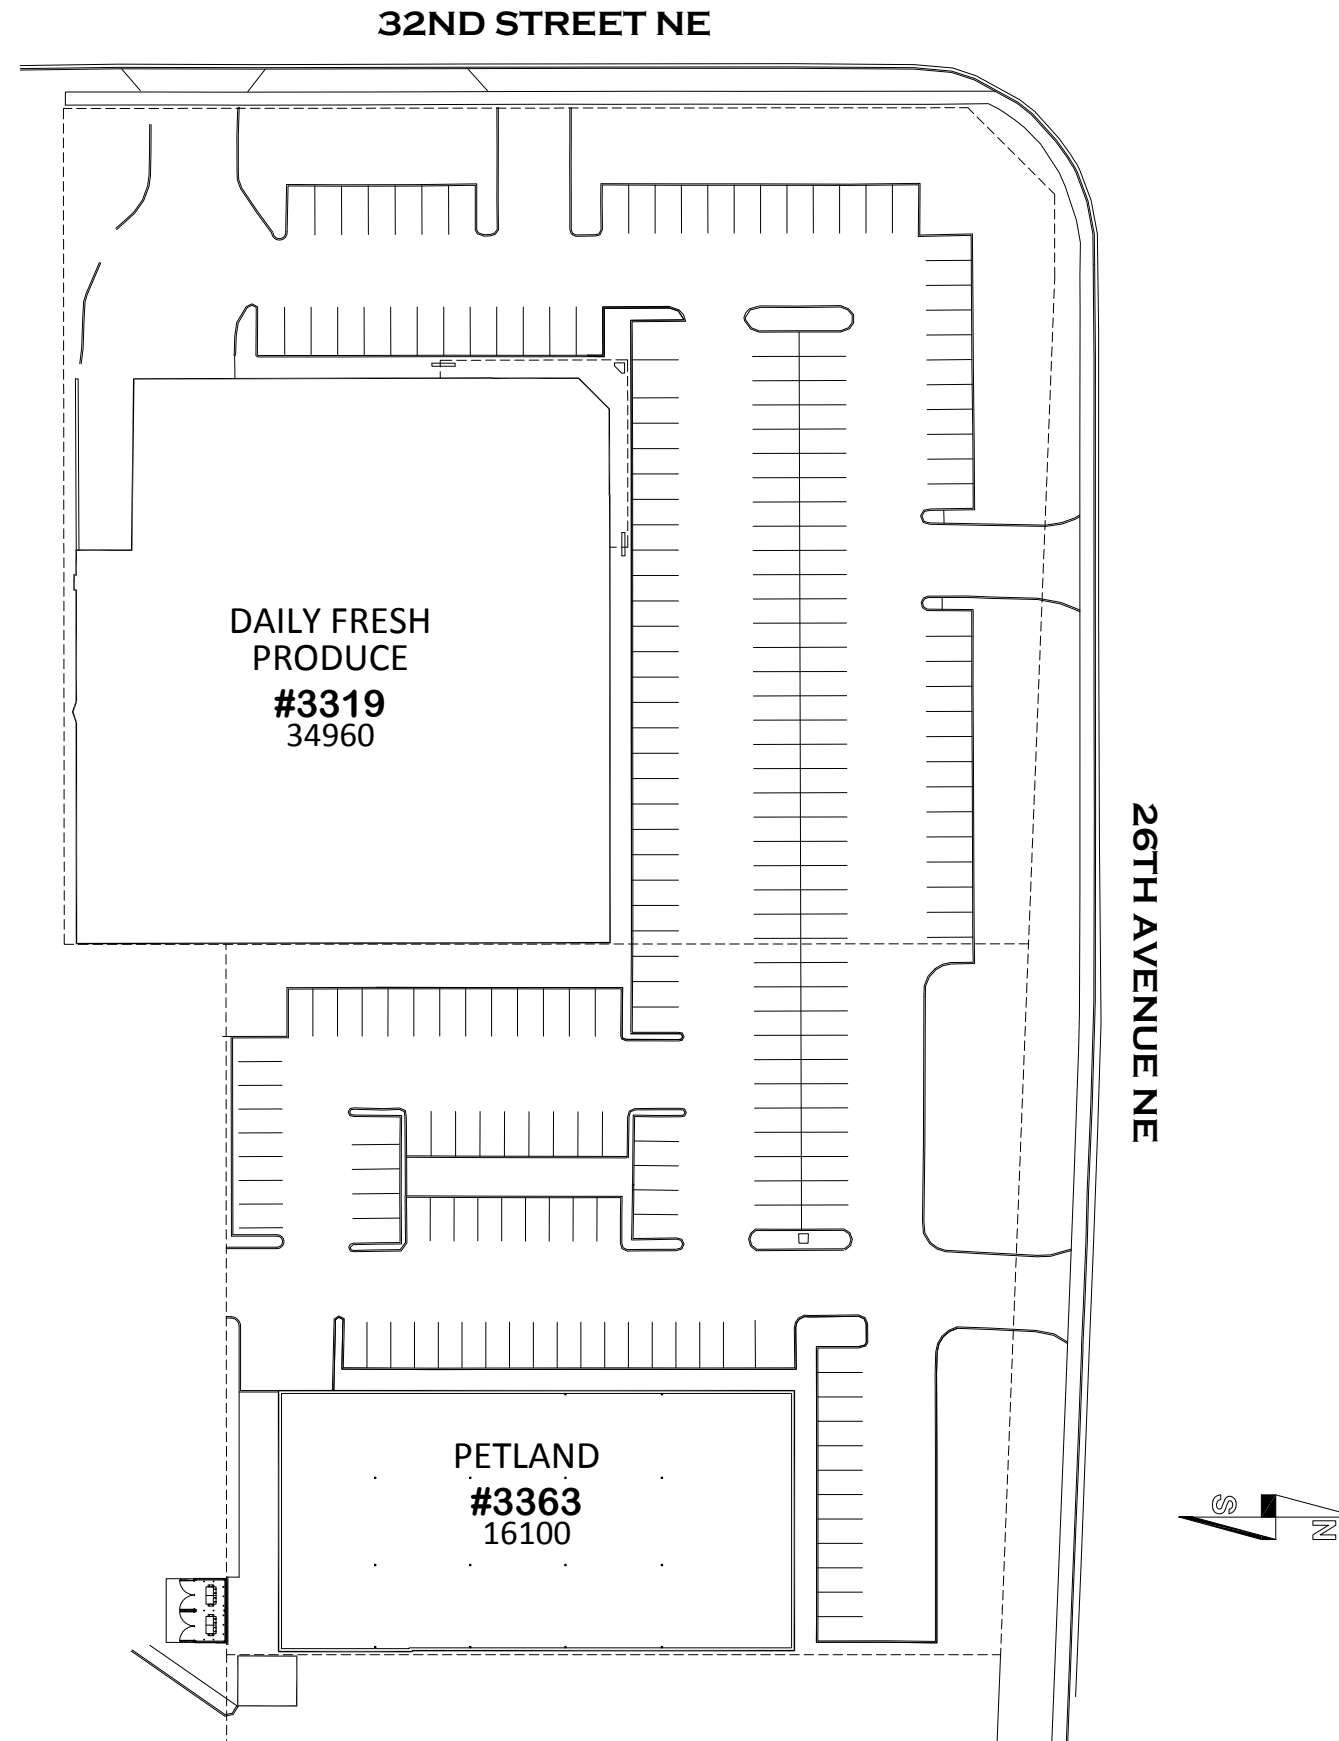 32ND STREET NE
DAILY FRESH
PRODUCE
#3319
34960
26TH AVENUE NE
PETLAND
#3363
16100
S
N